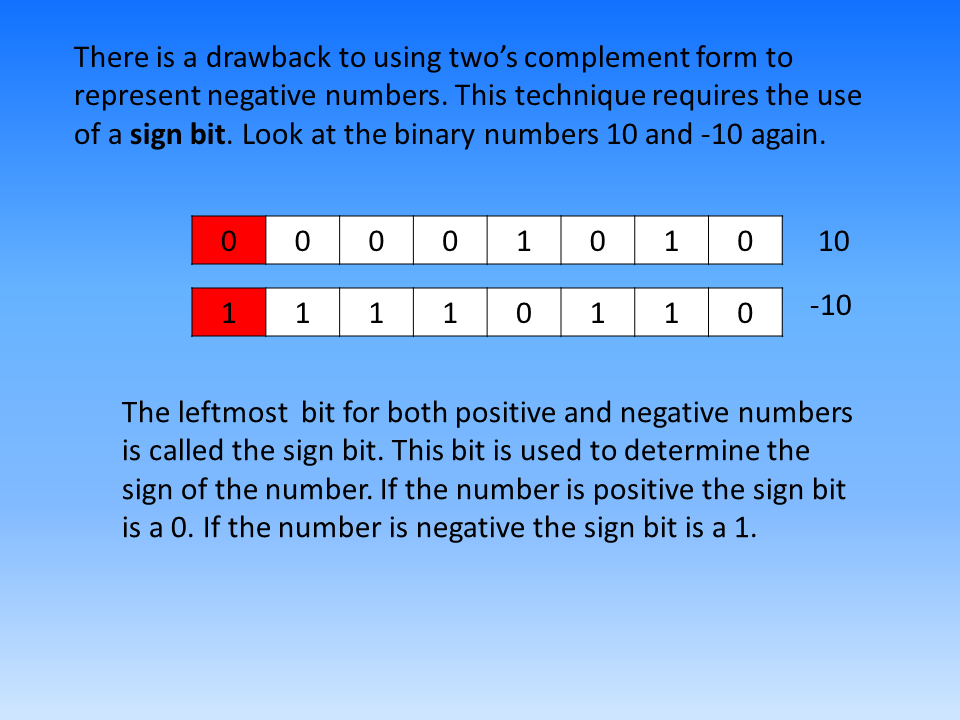 There is a drawback to using two’s complement form to
represent negative numbers. This technique requires the use
of a sign bit. Look at the binary numbers 10 and -10 again.
0 0 0 0 1 0 1 0 10
1 1 1 1 0 1 1 0 -10
The leftmost bit for both positive and negative numbers
is called the sign bit. This bit is used to determine the
sign of the number. If the number is positive the sign bit
is a 0. If the number is negative the sign bit is a 1.